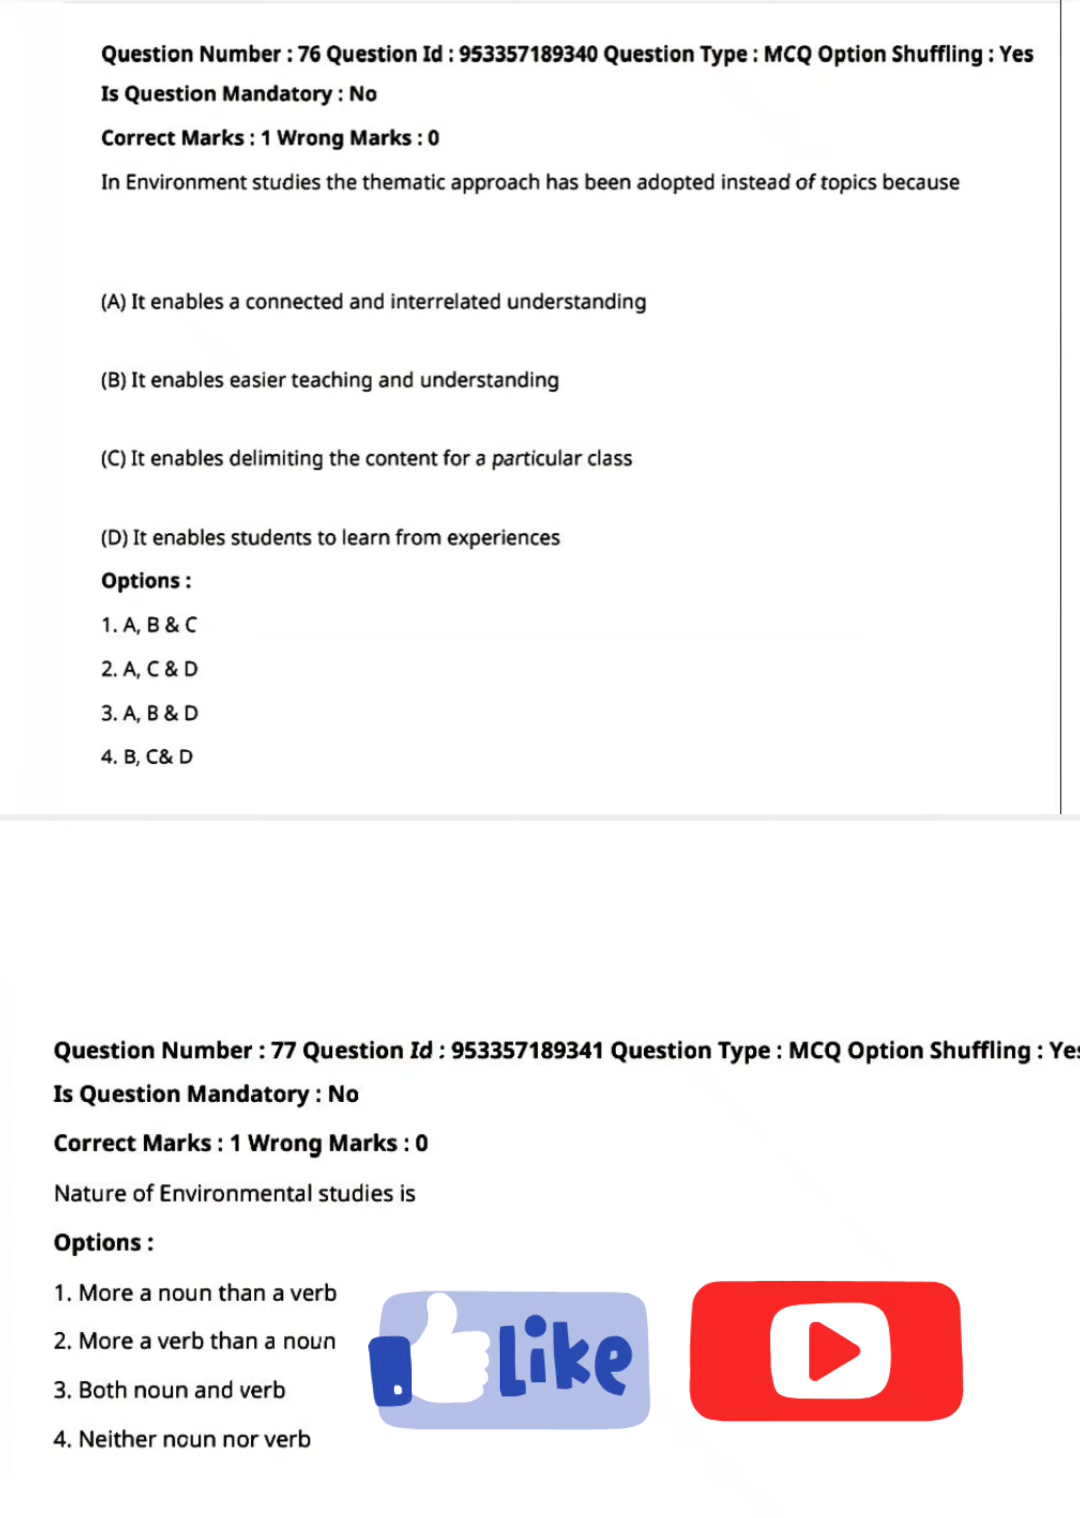 Question Number : 76 Question Id : 953357189340 Question Type : MCQ Option Shuffling : Yes
Is Question Mandatory : No
Correct Marks : 1 Wrong Marks : 0
In Environment studies the thematic approach has been adopted instead of topics because
(A) It enables a connected and interrelated understanding
(B) It enables easier teaching and understanding
(C) It enables delimiting the content for a particular class
(D) It enables students to learn from experiences
Options :
1. A, B & C
2. A, C & D
3. A, B & D
4. B, C& D
Question Number : 77 Question Id : 953357189341 Question Type : MCQ Option Shuffling : Yes
Is Question Mandatory : No
Correct Marks : 1 Wrong Marks : 0
Nature of Environmental studies is
Options :
1. More a noun than a verb
2. More a verb than a noun
3. Both noun and verb
4. Neither noun nor verb
Like